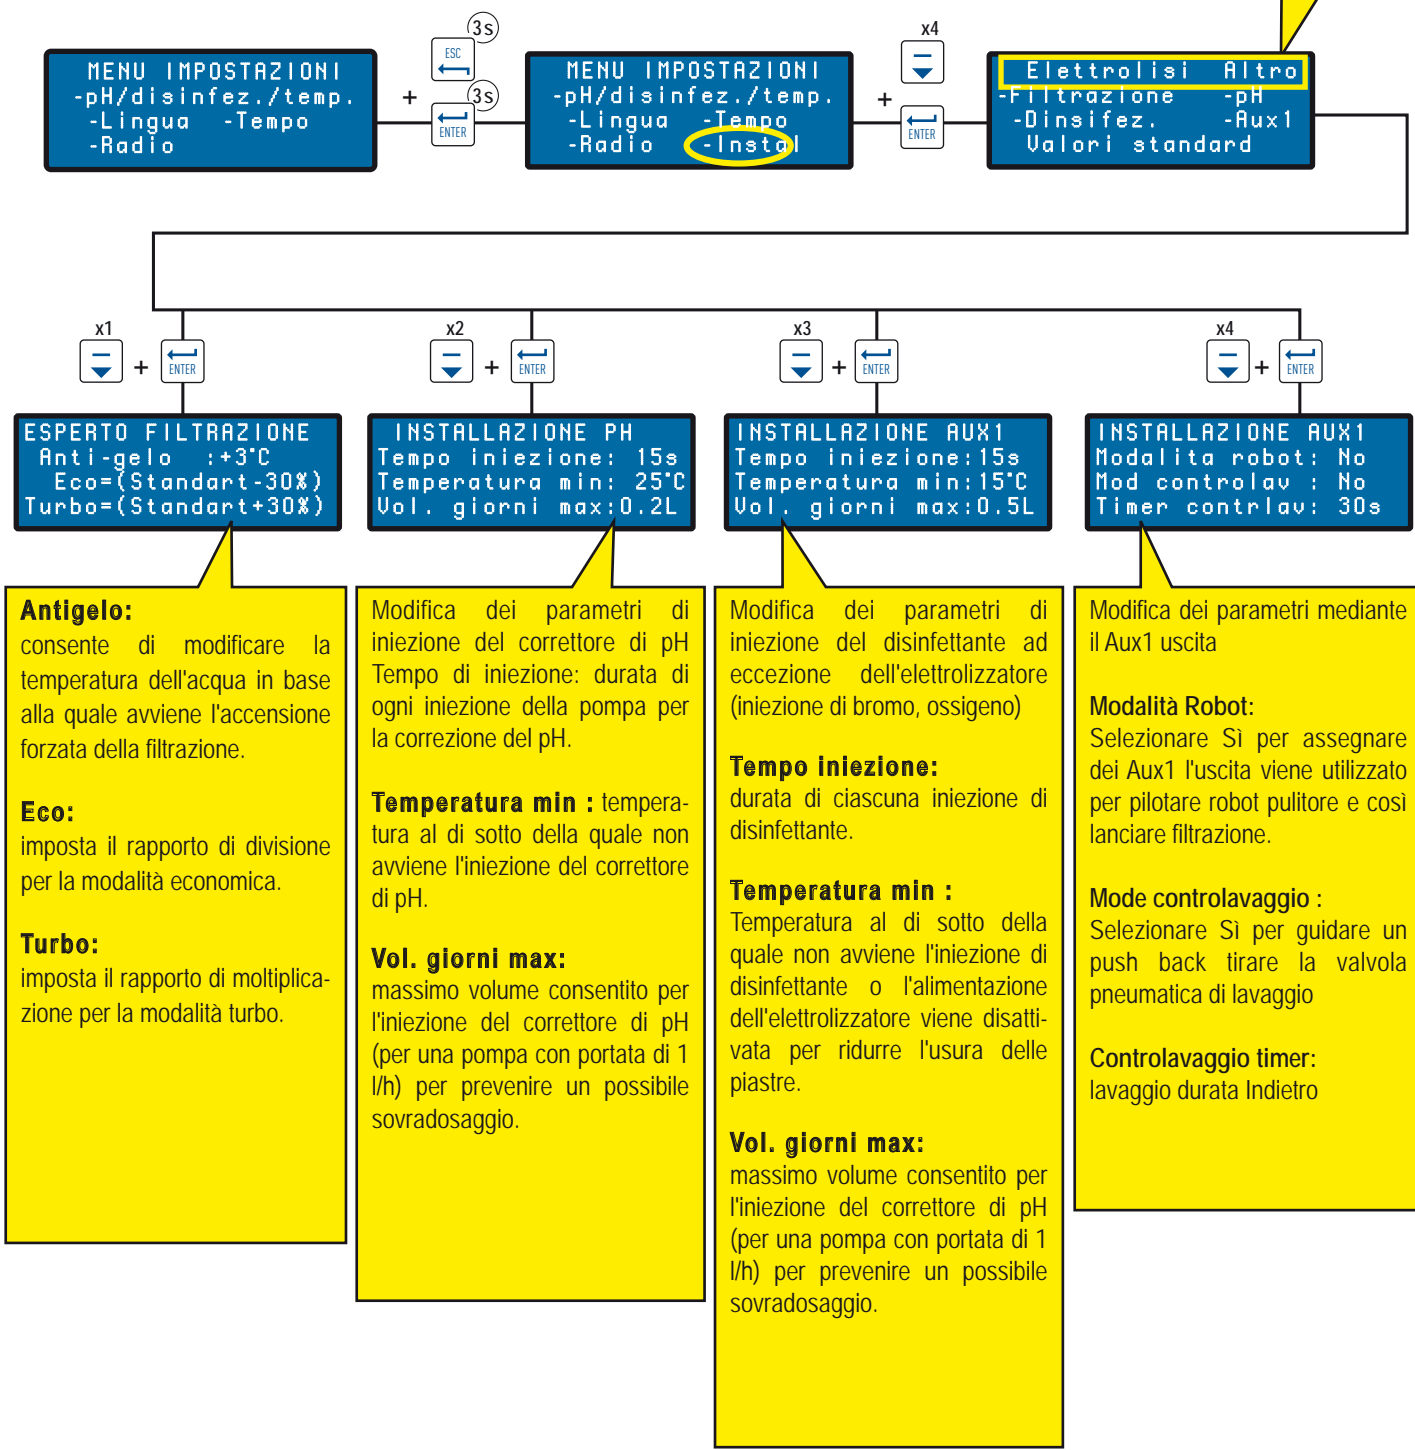 3s
x4
ESC
MENU IMPOSTAZIONI
-pH/disinfez./temp.
-Lingua -Tempo
-Radio
+
3s
ENTER
MENU IMPOSTAZIONI
-pH/disinfez./temp.
-Lingua -Tempo
-Radio -Instal
+
ENTER
Elettrolisi Altro
-Filtrazione -pH
-Dinsifez. -Aux1
Valori standard
x1
+
ENTER
x2
+
ENTER
x3
+
ENTER
x4
+
ENTER
ESPERTO FILTRAZIONE
Anti-gelo :+3°C
Eco=(Standart-30%)
Turbo=(Standart+30%)
INSTALLAZIONE PH
Tempo iniezione: 15s
Temperatura min: 25°C
Vol. giorni max:0.2L
INSTALLAZIONE AUX1
Tempo iniezione:15s
Temperatura min:15°C
Vol. giorni max:0.5L
INSTALLAZIONE AUX1
Modalita robot: No
Mod controlav : No
Timer contrlav: 30s
Antigelo:
consente di modificare la
temperatura dell'acqua in base
alla quale avviene l'accensione
forzata della filtrazione.
Eco:
imposta il rapporto di divisione
per la modalità economica.
Turbo:
imposta il rapporto di moltiplica-
zione per la modalità turbo.
Modifica dei parametri di
iniezione del correttore di pH
Tempo di iniezione: durata di
ogni iniezione della pompa per
la correzione del pH.
Temperatura min : tempera-
tura al di sotto della quale non
avviene l'iniezione del correttore
di pH.
Vol. giorni max:
massimo volume consentito per
l'iniezione del correttore di pH
(per una pompa con portata di 1
l/h) per prevenire un possibile
sovradosaggio.
Modifica dei parametri di
iniezione del disinfettante ad
eccezione dell'elettrolizzatore
(iniezione di bromo, ossigeno)
Tempo iniezione:
durata di ciascuna iniezione di
disinfettante.
Temperatura min :
Temperatura al di sotto della
quale non avviene l'iniezione di
disinfettante o l'alimentazione
dell'elettrolizzatore viene disatti-
vata per ridurre l'usura delle
piastre.
Vol. giorni max:
massimo volume consentito per
l'iniezione del correttore di pH
(per una pompa con portata di 1
l/h) per prevenire un possibile
sovradosaggio.
Modifica dei parametri mediante
il Aux1 uscita
Modalità Robot:
Selezionare Sì per assegnare
dei Aux1 l'uscita viene utilizzato
per pilotare robot pulitore e così
lanciare filtrazione.
Mode controlavaggio :
Selezionare Sì per guidare un
push back tirare la valvola
pneumatica di lavaggio
Controlavaggio timer:
lavaggio durata Indietro